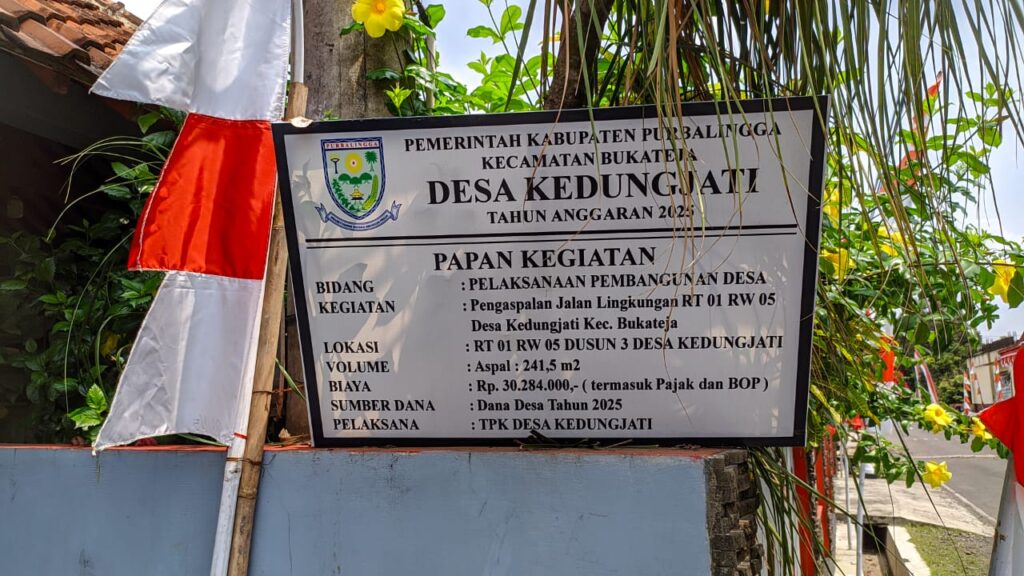 PURBALINGGA
PEMERINTAH KABUPATEN PURBALINGGA
KECAMATAN BUKATEJA
DESA KEDUNGJATI
TAHUN ANGGARAN 2025
PAPAN KEGIATAN
BIDANG : PELAKSANAAN PEMBANGUNAN DESA
KEGIATAN : Pengaspalan Jalan Lingkungan RT 01 RW 05
Desa Kedungjati Kec. Bukateja
LOKASI : RT 01 RW 05 DUSUN 3 DESA KEDUNGJATI
VOLUME : Aspal : 241,5 m2
BIAYA : Rp. 30.284.000,- ( termasuk Pajak dan BOP )
SUMBER DANA : Dana Desa Tahun 2025
PELAKSANA : TPK DESA KEDUNGJATI